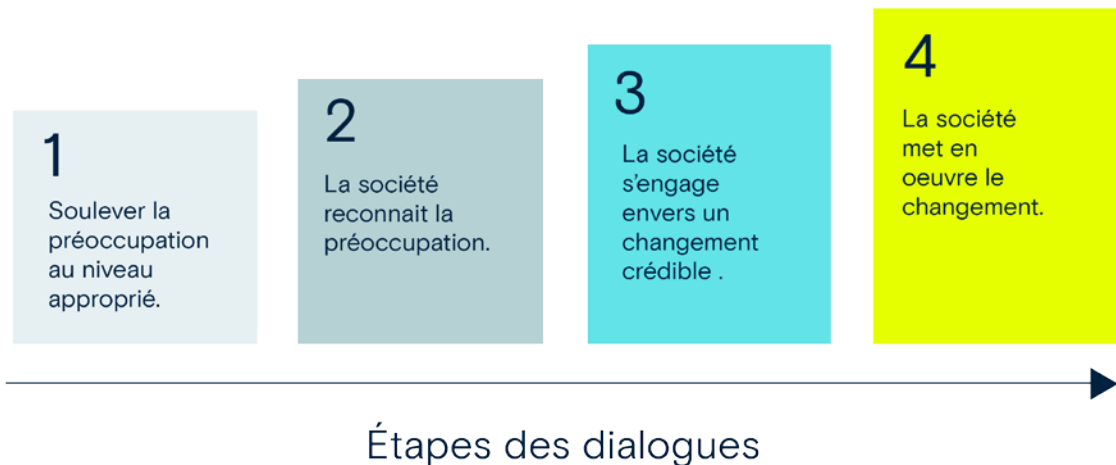 1
Soulever la
préoccupation
au niveau
approprié.
2
La société
reconnait la
préoccupation.
3
La société
s'engage
envers un
changement
crédible .
4
La société
met en
oeuvre le
changement.
Étapes des dialogues